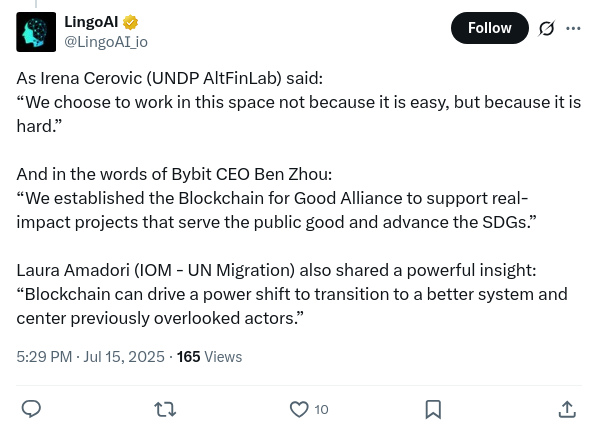 LingoAI
@LingoAI_io
Follow
As Irena Cerovic (UNDP AltFinLab) said:
“We choose to work in this space not because it is easy, but because it is
hard.”
And in the words of Bybit CEO Ben Zhou:
“We established the Blockchain for Good Alliance to support real-
impact projects that serve the public good and advance the SDGs.”
Laura Amadori (IOM - UN Migration) also shared a powerful insight:
“Blockchain can drive a power shift to transition to a better system and
center previously overlooked actors.”
5:29 PM · Jul 15, 2025 · 165 Views
10